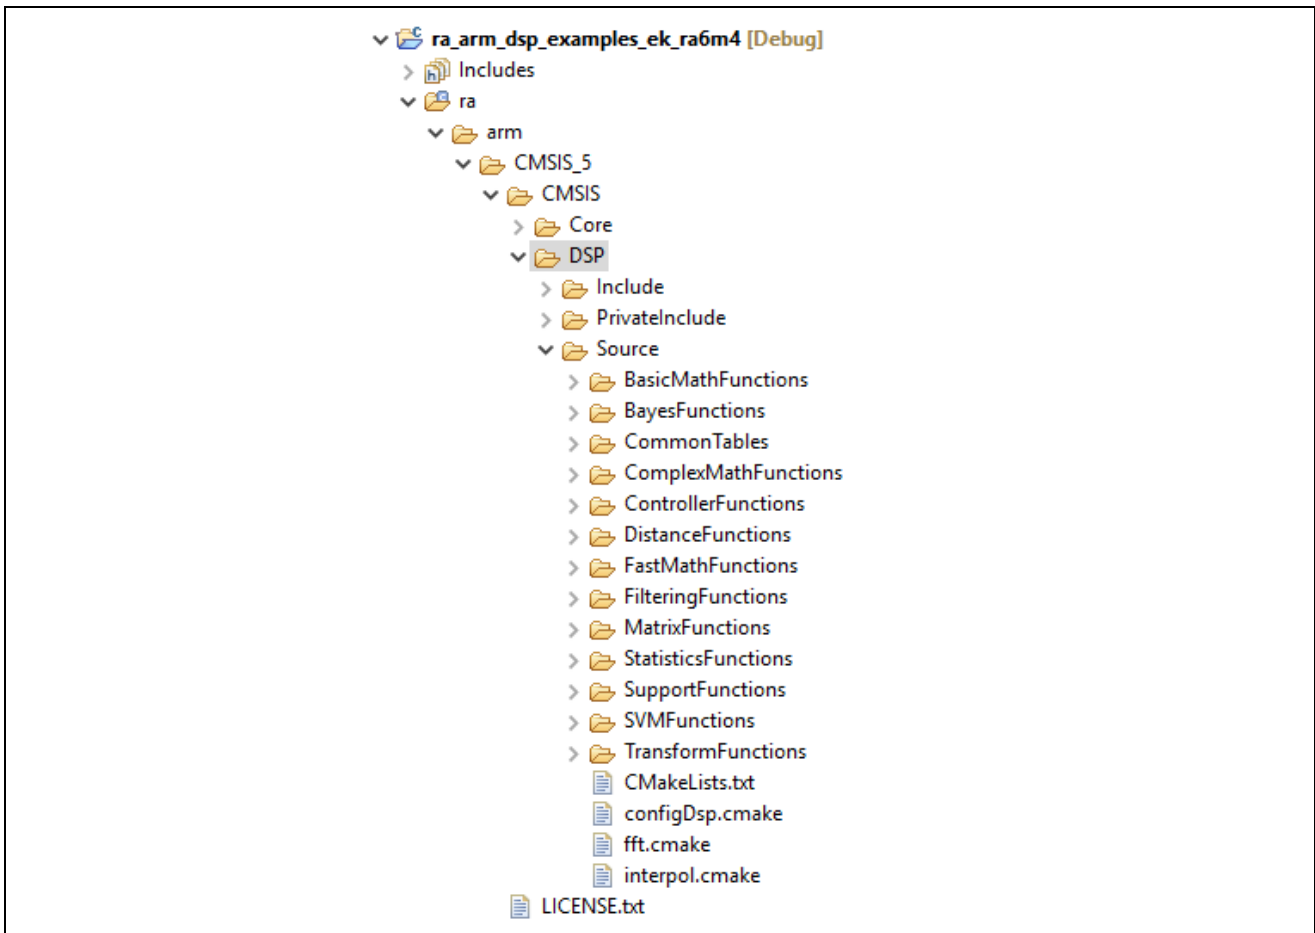 ra_arm_dsp_examples_ek_ra6m4 [Debug]
Includes
ra
arm
CMSIS_5
CMSIS
Core
DSP
Include
PrivateInclude
Source
BasicMathFunctions
BayesFunctions
CommonTables
ComplexMathFunctions
ControllerFunctions
DistanceFunctions
FastMathFunctions
FilteringFunctions
MatrixFunctions
StatisticsFunctions
SupportFunctions
SVMFunctions
TransformFunctions
CMakeLists.txt
configDsp.cmake
fft.cmake
interpol.cmake
LICENSE.txt